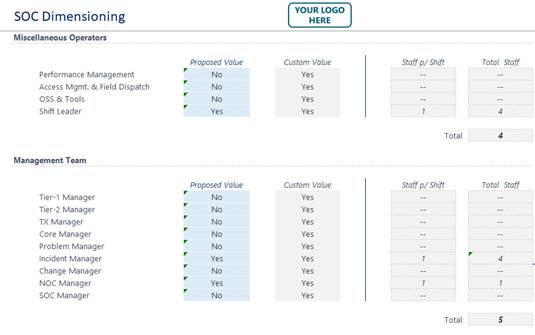 SOC Dimensioning
YOUR LOGO
HERE
Miscellaneous Operators
Proposed Value Custom Value Staff p/ Shift Total Staff
Performance Management No Yes -- --
Access Mgmt. & Field Dispatch No Yes -- --
OSS & Tools No Yes -- --
Shift Leader Yes Yes 1 4
Total 4
Management Team
Proposed Value Custom Value Staff p/ Shift Total Staff
Tier-1 Manager No Yes -- --
Tier-2 Manager No Yes -- --
TX Manager No Yes -- --
Core Manager No Yes -- --
Problem Manager No Yes -- --
Incident Manager Yes Yes 1 4
Change Manager No Yes -- --
NOC Manager Yes Yes 1 1
SOC Manager No Yes -- --
Total 5